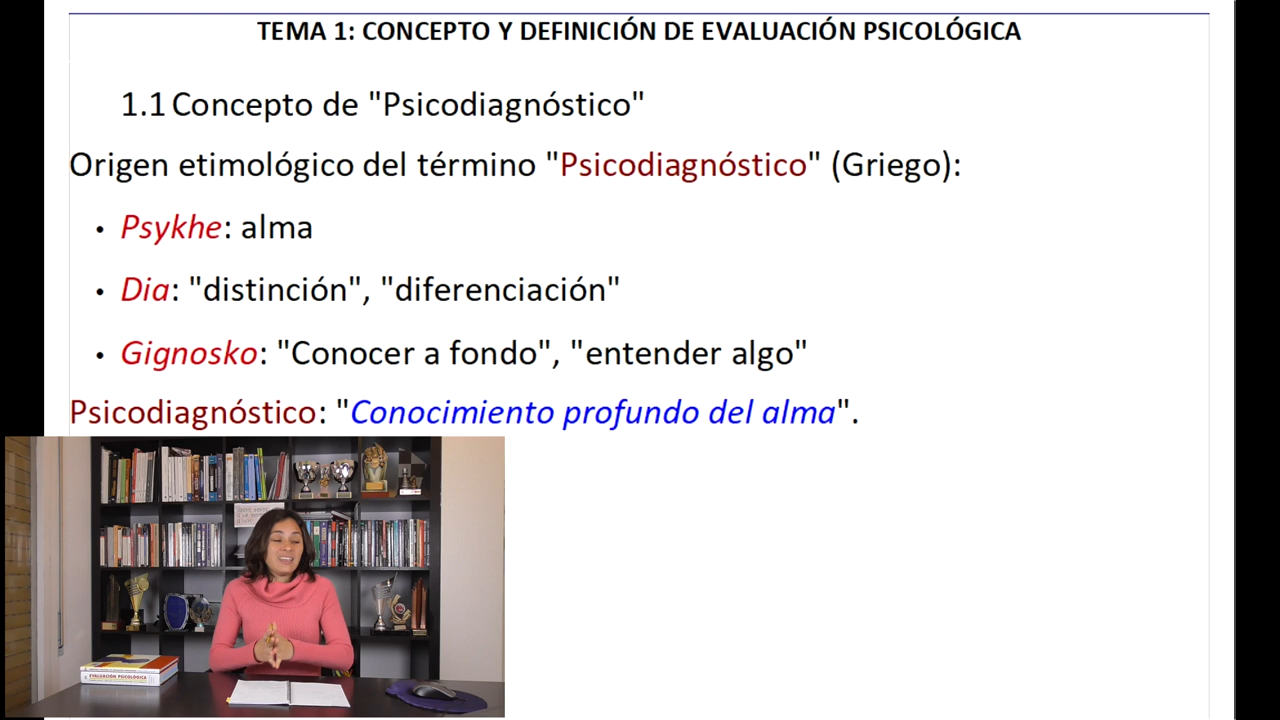 TEMA 1: CONCEPTO Y DEFINICIÓN DE EVALUACIÓN PSICOLÓGICA
1.1 Concepto de "Psicodiagnóstico"
Origen etimológico del término "Psicodiagnóstico" (Griego):
• Psykhe: alma
• Dia: "distinción", "diferenciación"
• Gignosko: "Conocer a fondo", "entender algo"
Psicodiagnóstico: "Conocimiento profundo del alma".
EVALUACIÓN PSICOLÓGICA